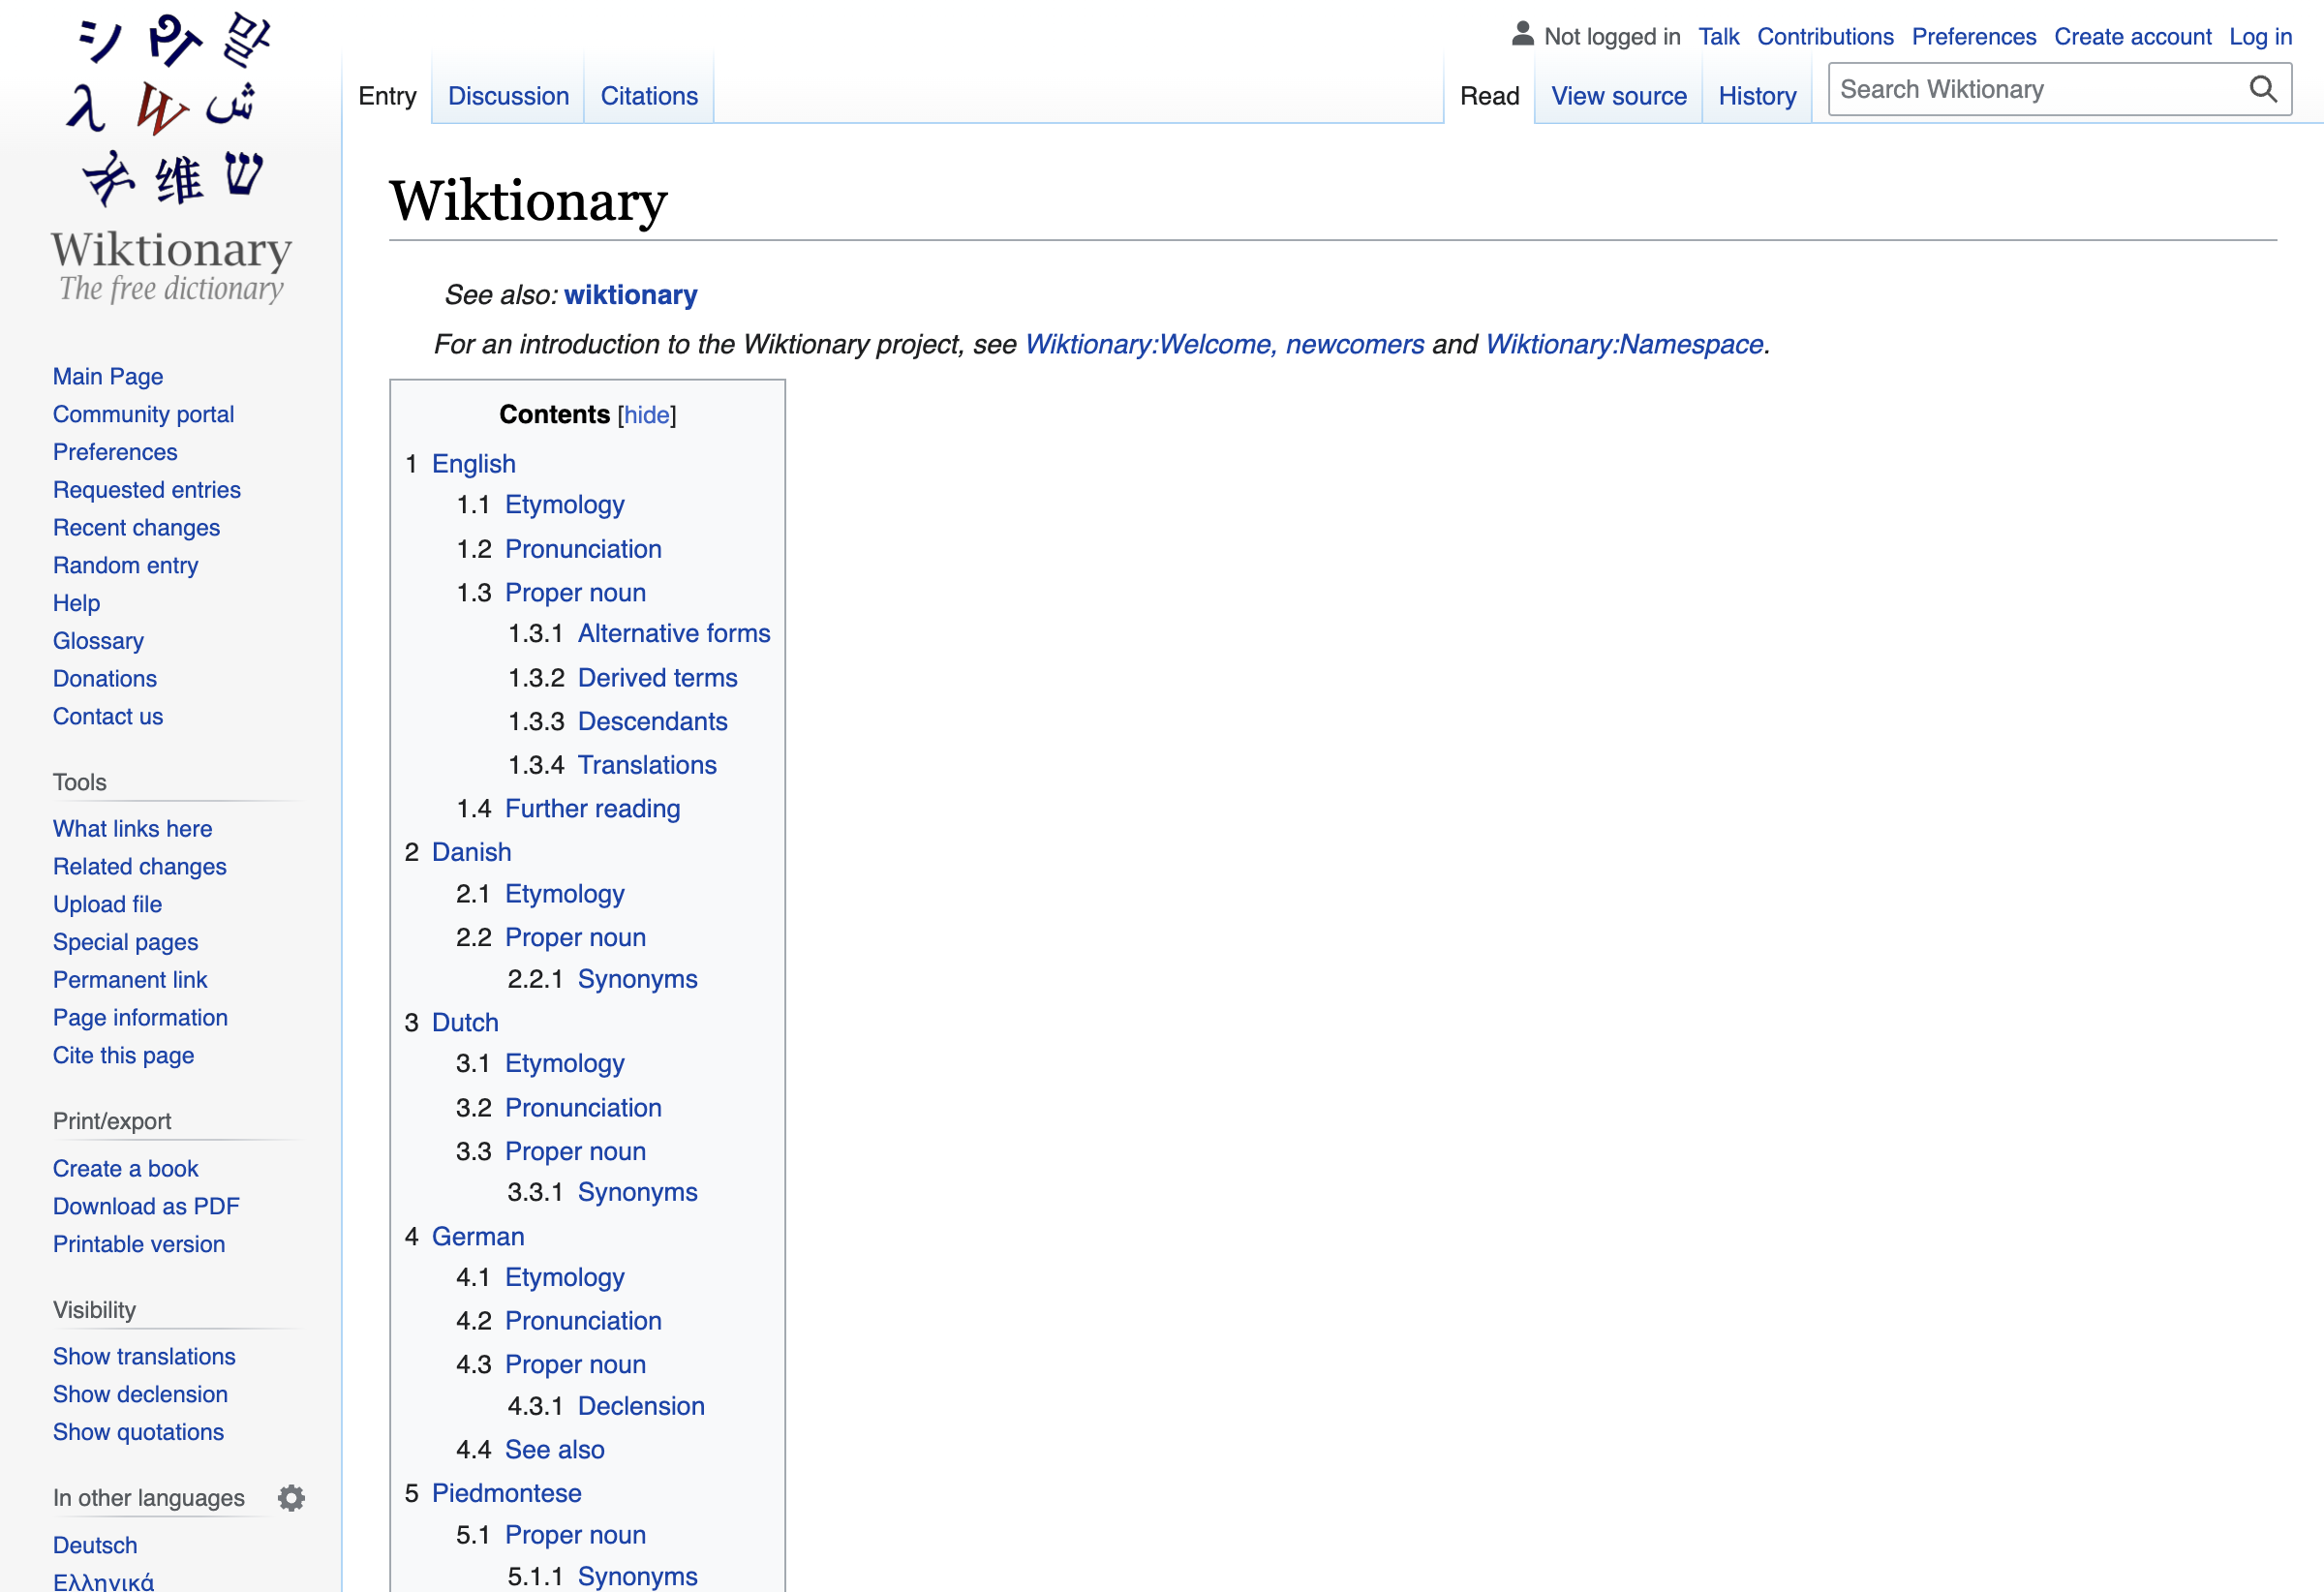 シ 말
λ W ش
维 ש
Wiktionary
The free dictionary
Main Page
Community portal
Preferences
Requested entries
Recent changes
Random entry
Help
Glossary
Donations
Contact us
Tools
What links here
Related changes
Upload file
Special pages
Permanent link
Page information
Cite this page
Print/export
Create a book
Download as PDF
Printable version
Visibility
Show translations
Show declension
Show quotations
In other languages
Deutsch
Ελληνικά
Not logged in Talk Contributions Preferences Create account Log in
Entry Discussion Citations Read View source History Search Wiktionary
Wiktionary
See also: wiktionary
For an introduction to the Wiktionary project, see Wiktionary:Welcome, newcomers and Wiktionary:Namespace.
Contents [hide]
1 English
1.1 Etymology
1.2 Pronunciation
1.3 Proper noun
1.3.1 Alternative forms
1.3.2 Derived terms
1.3.3 Descendants
1.3.4 Translations
1.4 Further reading
2 Danish
2.1 Etymology
2.2 Proper noun
2.2.1 Synonyms
3 Dutch
3.1 Etymology
3.2 Pronunciation
3.3 Proper noun
3.3.1 Synonyms
4 German
4.1 Etymology
4.2 Pronunciation
4.3 Proper noun
4.3.1 Declension
4.4 See also
5 Piedmontese
5.1 Proper noun
5.1.1 Synonyms